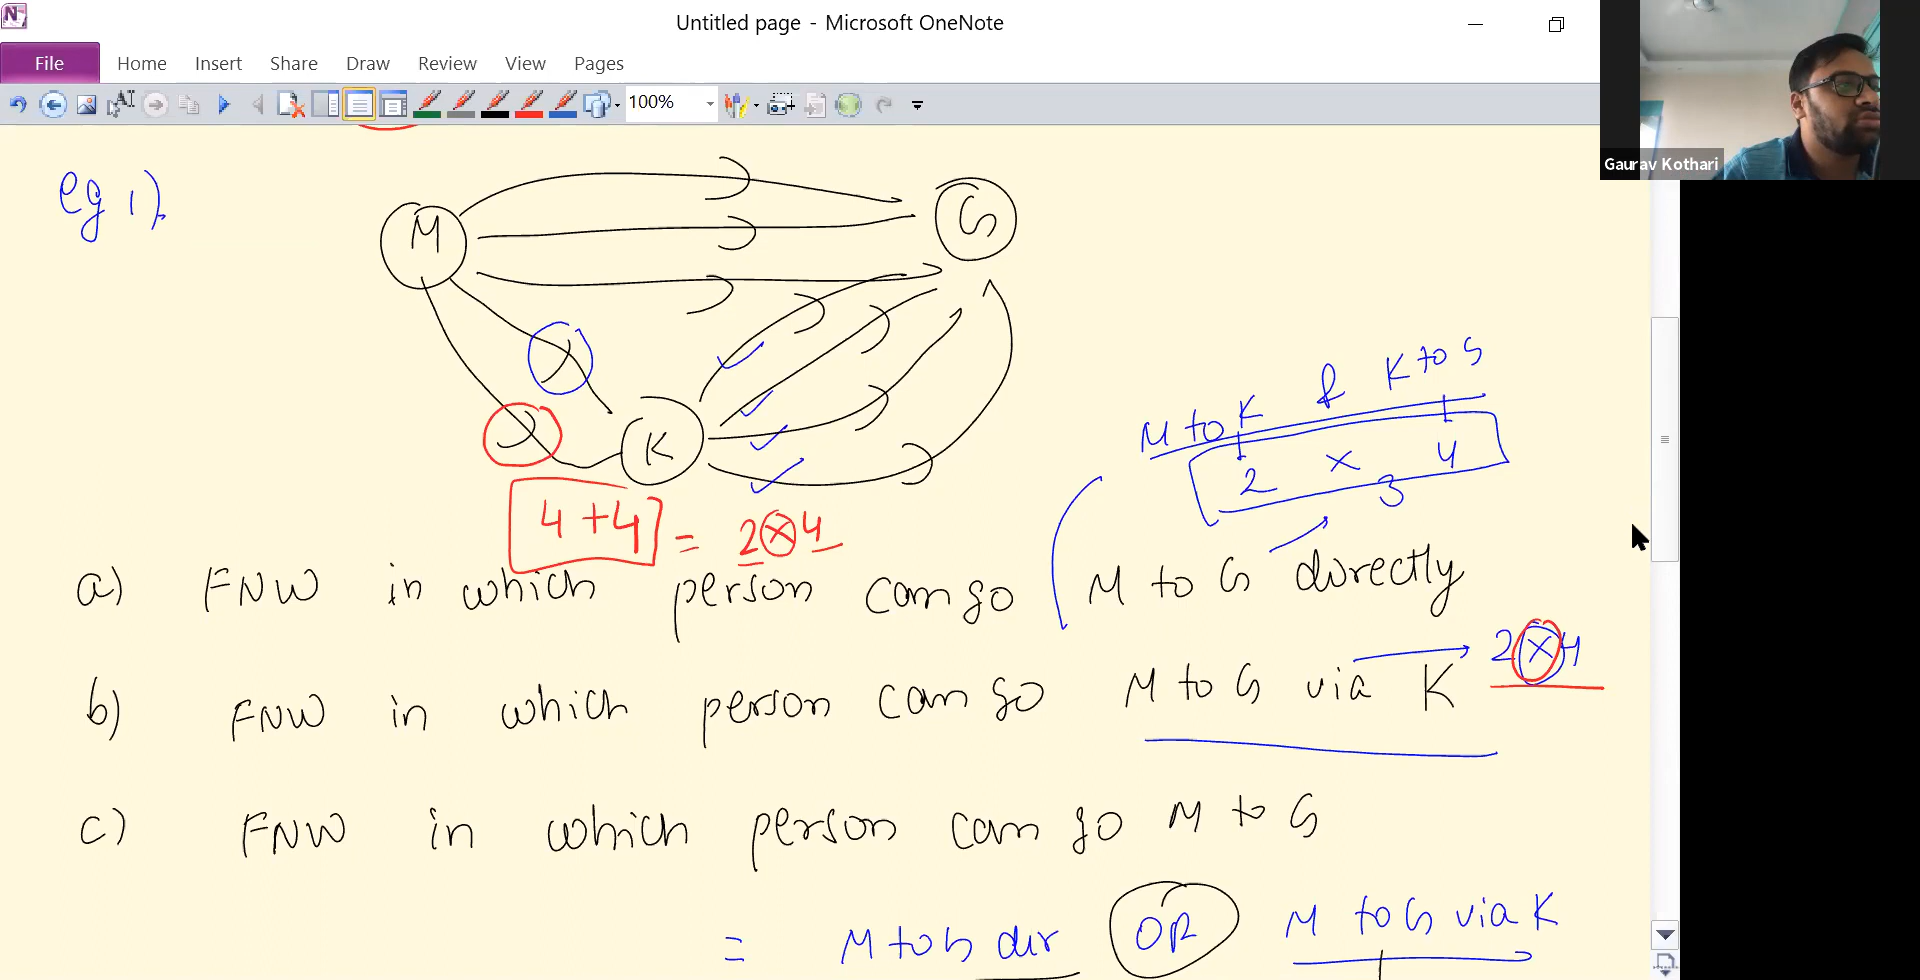 Untitled page - Microsoft OneNote
File Home Insert Share Draw Review View Pages
100%
Gaurav Kothari
eg 1).
M
G
K
M to K & K to G
2 × 4
3
4 + 4 = 2 × 4
a) FNW in which person can go M to G directly
b) FNW in which person can go M to G via K 2 × 4
c) FNW in which person can go M to G
= M to G dir OR M to G via K